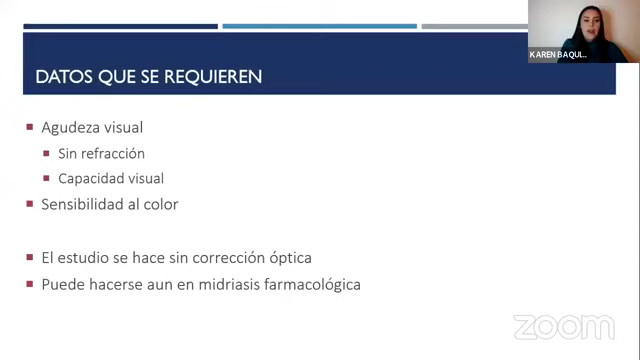 KAREN BAQU...
DATOS QUE SE REQUIEREN
Agudeza visual
Sin refracción
Capacidad visual
Sensibilidad al color
El estudio se hace sin corrección óptica
Puede hacerse aun en midriasis farmacológica
zoom